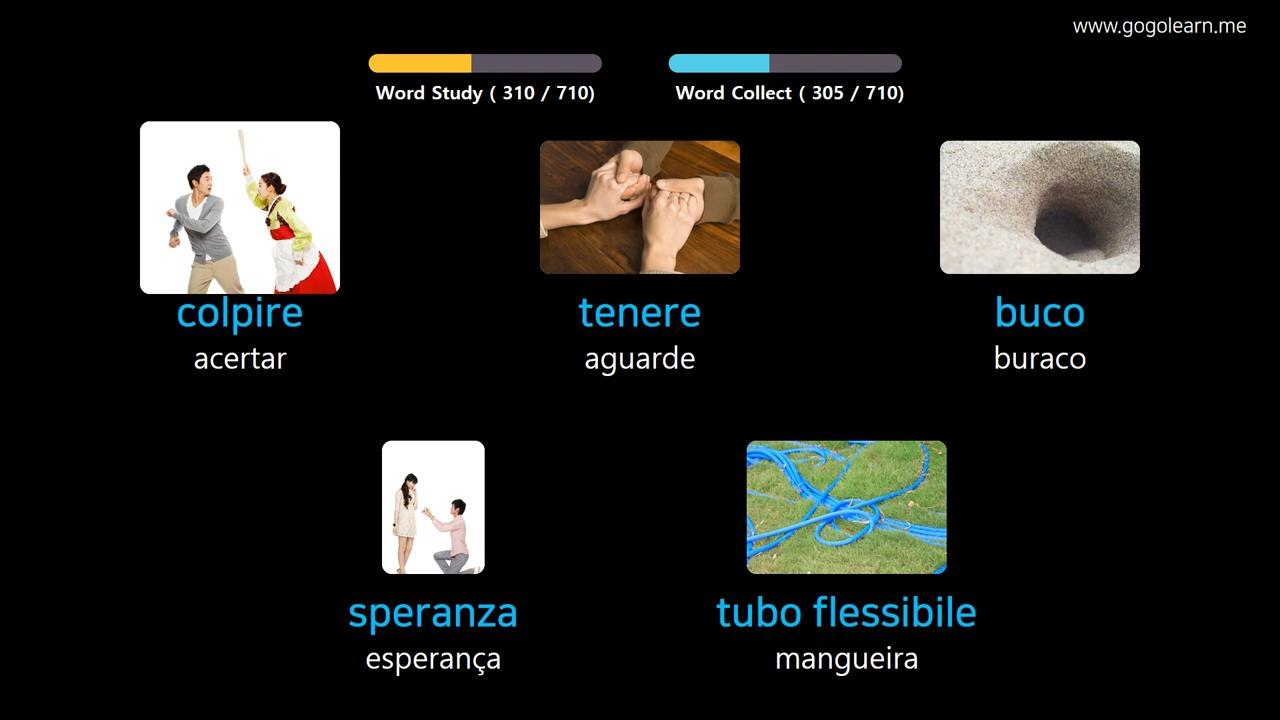 www.gogolearn.me
Word Study ( 310 / 710)
Word Collect ( 305 / 710)
colpire
acertar
tenere
aguarde
buco
buraco
speranza
esperança
tubo flessibile
mangueira